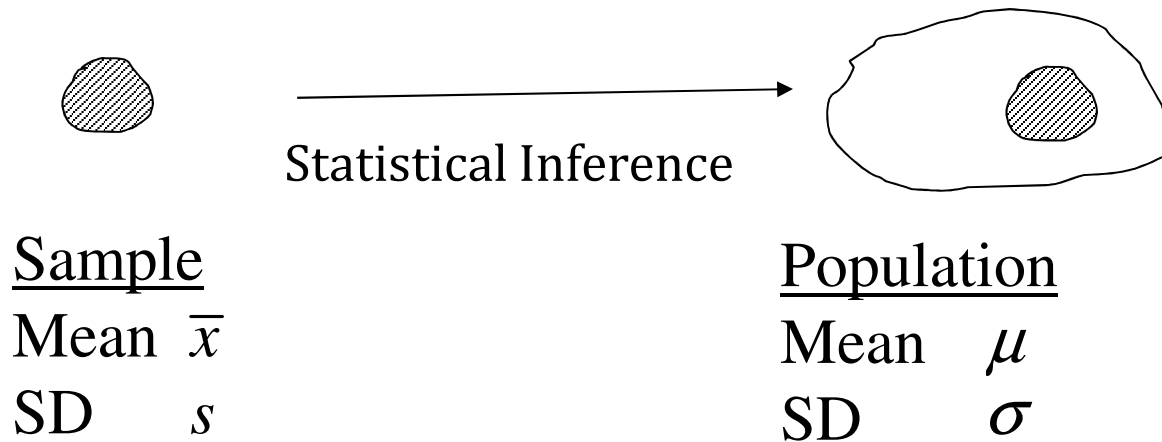 Statistical Inference
Sample
Mean x̅
SD s
Population
Mean μ
SD σ